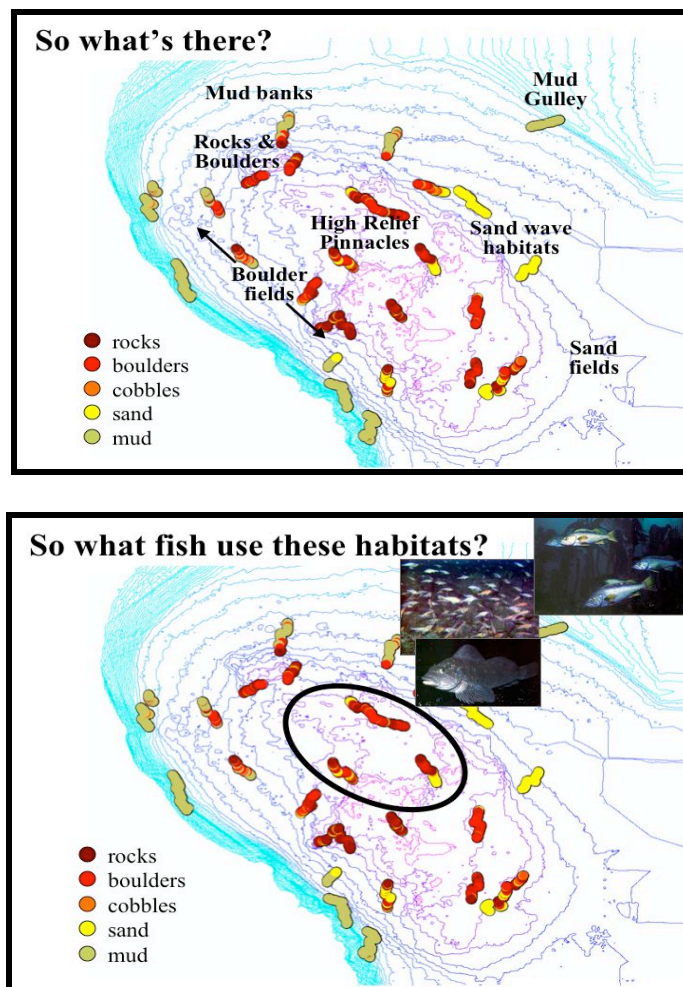 So what's there?
Mud banks
Mud
Gulley
Rocks &
Boulders
High Relief
Pinnacles
Sand wave
habitats
Boulder
fields
Sand
fields
rocks
boulders
cobbles
sand
mud
So what fish use these habitats?
rocks
boulders
cobbles
sand
mud